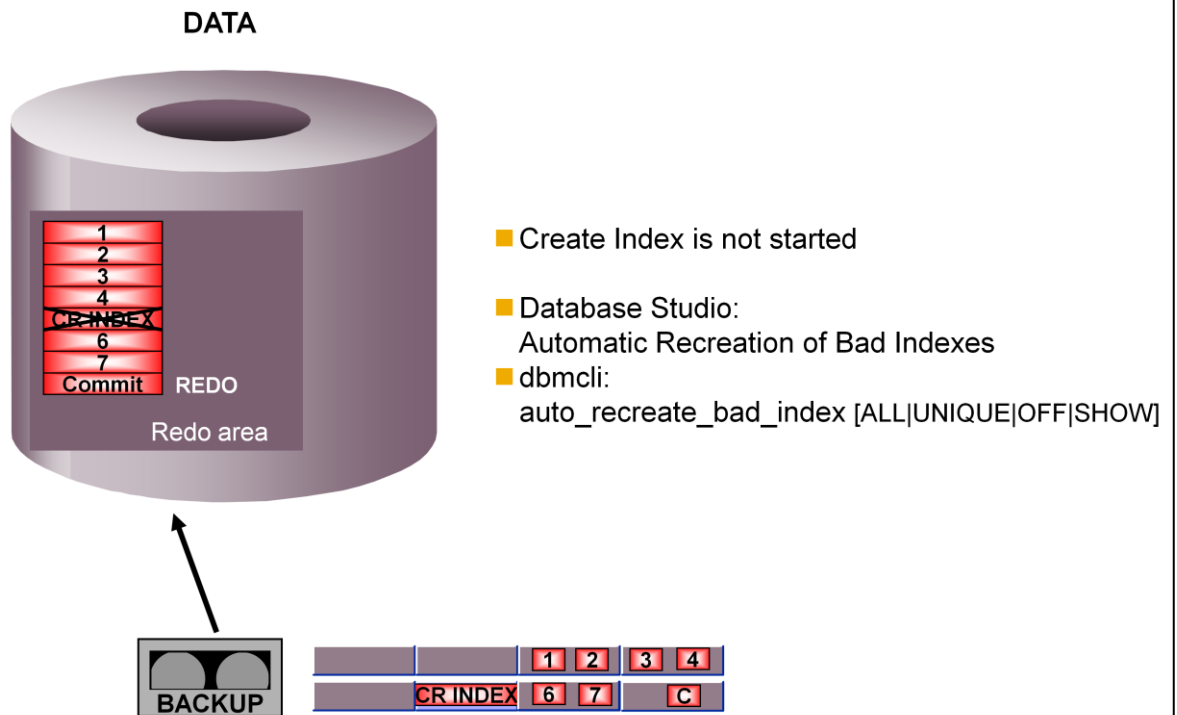 DATA
1
2
3
4
CR INDEX
6
7
Commit
REDO
Redo area
Create Index is not started
Database Studio:
Automatic Recreation of Bad Indexes
dbmcli:
auto_recreate_bad_index [ALL|UNIQUE|OFF|SHOW]
BACKUP
1 2 3 4
CR INDEX 6 7 C